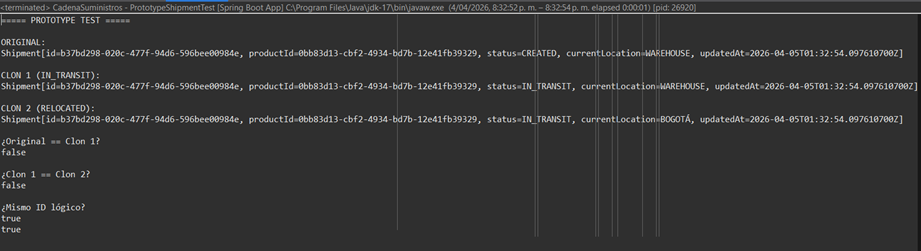 <terminated> CadenaSuministros - PrototypeShipmentTest [Spring Boot App] C:\Program Files\Java\jdk-17\bin\javaw.exe (4/04/2026, 8:32:52 p. m. – 8:32:54 p. m. elapsed 0:00:01) [pid: 26920]
===== PROTOTYPE TEST =====
ORIGINAL:
Shipment[id=b37bd298-020c-477f-94d6-596bee00984e, productId=0bb83d13-cbf2-4934-bd7b-12e41fb39329, status=CREATED, currentLocation=WAREHOUSE, updatedAt=2026-04-05T01:32:54.097610700Z]
CLON 1 (IN_TRANSIT):
Shipment[id=b37bd298-020c-477f-94d6-596bee00984e, productId=0bb83d13-cbf2-4934-bd7b-12e41fb39329, status=IN_TRANSIT, currentLocation=WAREHOUSE, updatedAt=2026-04-05T01:32:54.097610700Z]
CLON 2 (RELOCATED):
Shipment[id=b37bd298-020c-477f-94d6-596bee00984e, productId=0bb83d13-cbf2-4934-bd7b-12e41fb39329, status=IN_TRANSIT, currentLocation=BOGOTÁ, updatedAt=2026-04-05T01:32:54.097610700Z]
¿Original == Clon 1?
false
¿Clon 1 == Clon 2?
false
¿Mismo ID lógico?
true
true